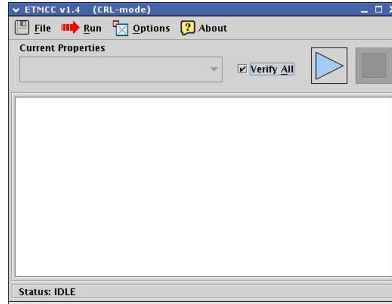 ETMCC v1.4 (CRL-mode)
File Run Options About
Current Properties
Verify All
Status: IDLE